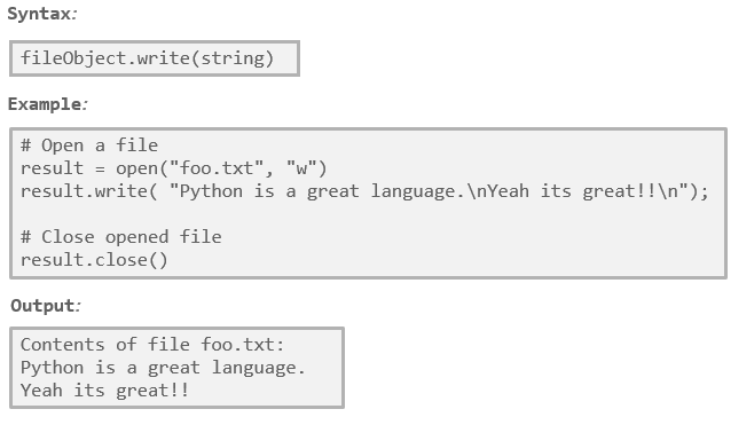 Syntax:
fileObject.write(string)
Example:
# Open a file
result = open("foo.txt", "w")
result.write( "Python is a great language.\nYeah its great!!\n");
# Close opened file
result.close()
Output:
Contents of file foo.txt:
Python is a great language.
Yeah its great!!